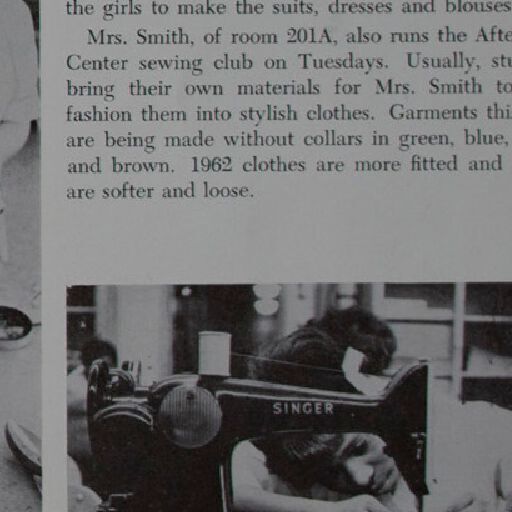 the girls to make the suits, dresses and blouses
Mrs. Smith, of room 201A, also runs the Afte
Center sewing club on Tuesdays. Usually, stu
bring their own materials for Mrs. Smith to
fashion them into stylish clothes. Garments thi
are being made without collars in green, blue,
and brown. 1962 clothes are more fitted and
are softer and loose.
SINGER